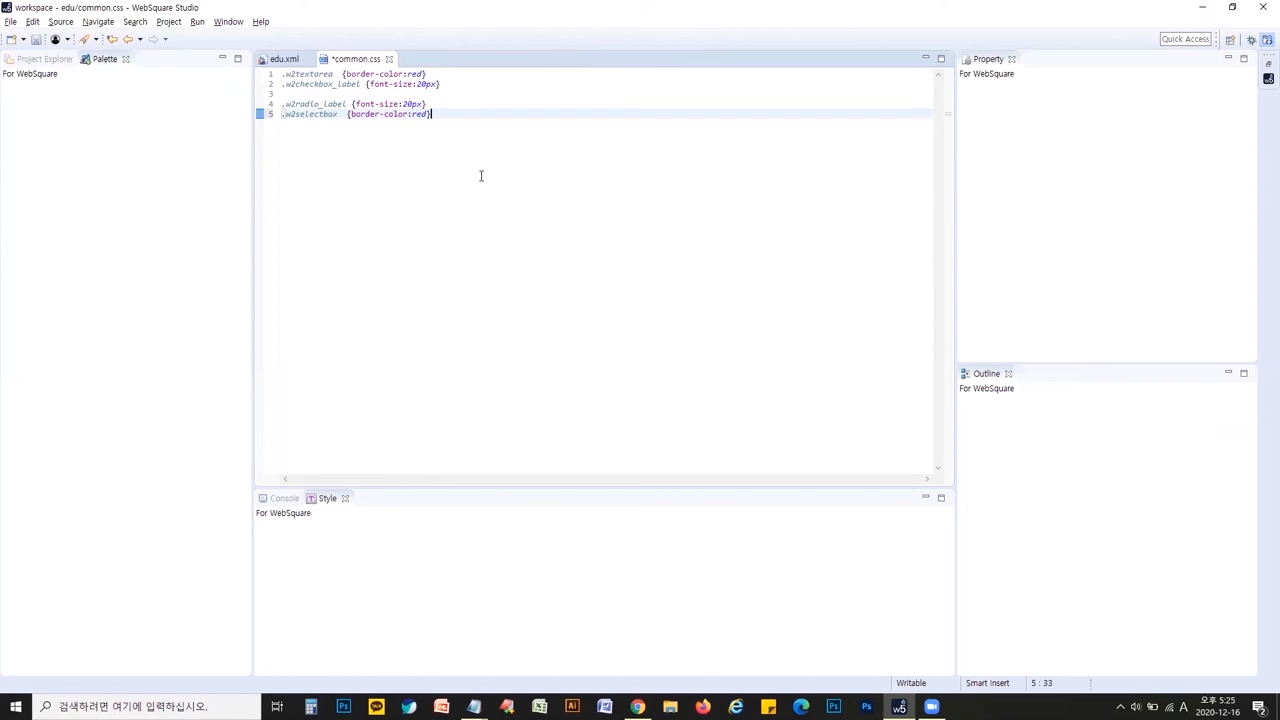 workspace - edu/common.css - WebSquare Studio
File Edit Source Navigate Search Project Run Window Help
Quick Access
Project Explorer Palette edu.xml *common.css Property
For WebSquare
1 .w2textarea {border-color:red}
2 .w2checkbox_label {font-size:20px}
3
4 .w2radio_label {font-size:20px}
5 .w2selectbox {border-color:red}
For WebSquare
Outline
For WebSquare
Console Style
For WebSquare
Writable Smart Insert 5 : 33
검색하려면 여기에 입력하십시오.
오후 5:25
2020-12-16